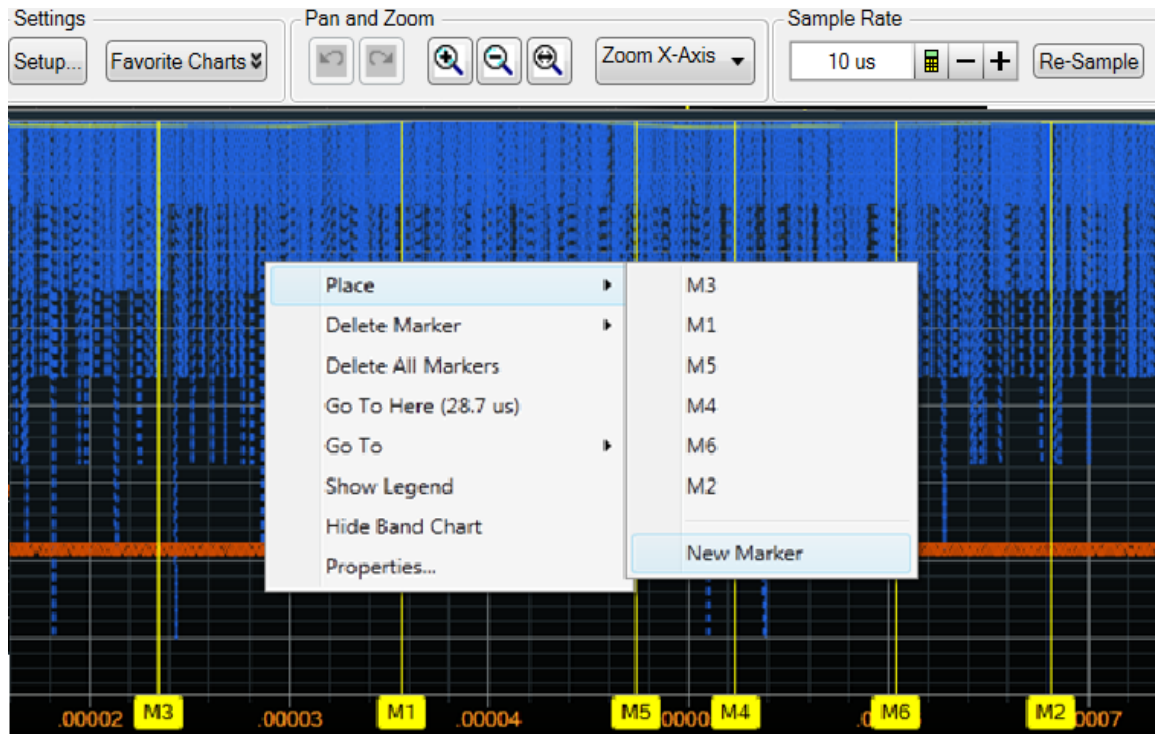 Settings
Pan and Zoom
Sample Rate
Setup...
Favorite Charts
Zoom X-Axis
10 us
Re-Sample
Place
Delete Marker
Delete All Markers
Go To Here (28.7 us)
Go To
Show Legend
Hide Band Chart
Properties...
M3
M1
M5
M4
M6
M2
New Marker
.00002
M3
.00003
M1
.00004
M5
M4
M6
M2